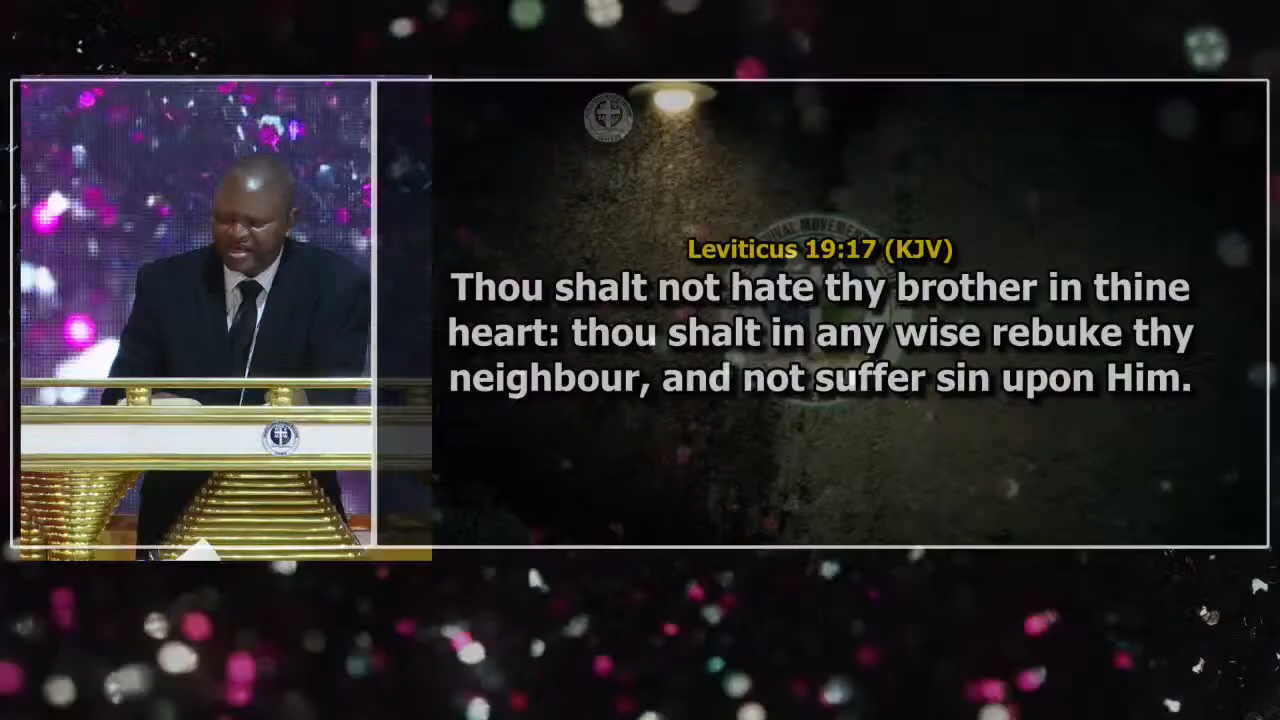 Leviticus 19:17 (KJV)
Thou shalt not hate thy brother in thine
heart: thou shalt in any wise rebuke thy
neighbour, and not suffer sin upon Him.